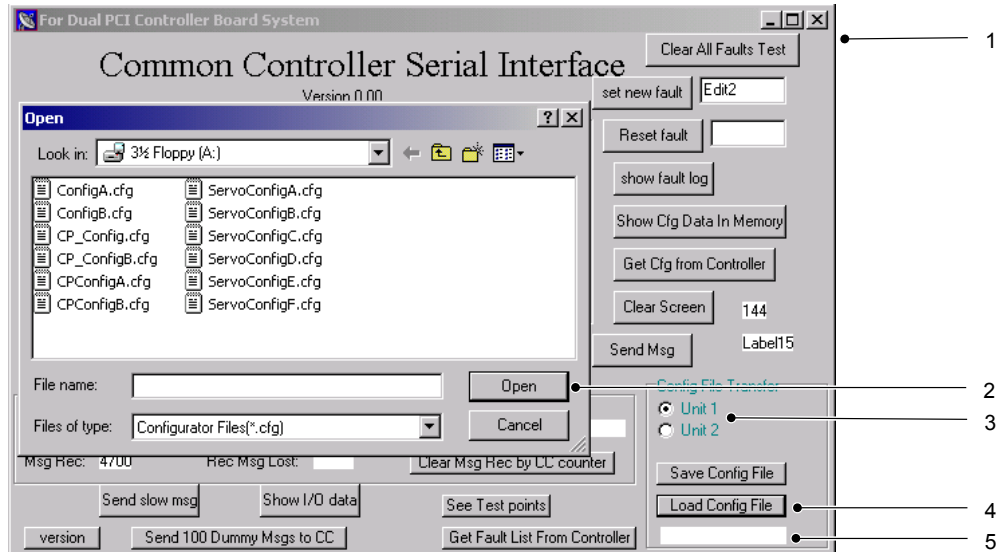 For Dual PCI Controller Board System
Common Controller Serial Interface
Version 0.00
Clear All Faults Test
1
set new fault
Edit2
Reset fault
show fault log
Show Cfg Data In Memory
Get Cfg from Controller
Clear Screen
144
Send Msg
Label15
Open
Look in:
3½ Floppy (A:)
ConfigA.cfg
ConfigB.cfg
CP_Config.cfg
CP_ConfigB.cfg
CPConfigA.cfg
CPConfigB.cfg
ServoConfigA.cfg
ServoConfigB.cfg
ServoConfigC.cfg
ServoConfigD.cfg
ServoConfigE.cfg
ServoConfigF.cfg
File name:
Open
2
Files of type:
Configurator Files(*.cfg)
Cancel
Config File Transfer
Unit 1
3
Unit 2
Msg Rec: 4700
Rec Msg Lost:
Clear Msg Rec by CC counter
Save Config File
Send slow msg
Show I/O data
See Test points
Load Config File
4
version
Send 100 Dummy Msgs to CC
Get Fault List From Controller
5